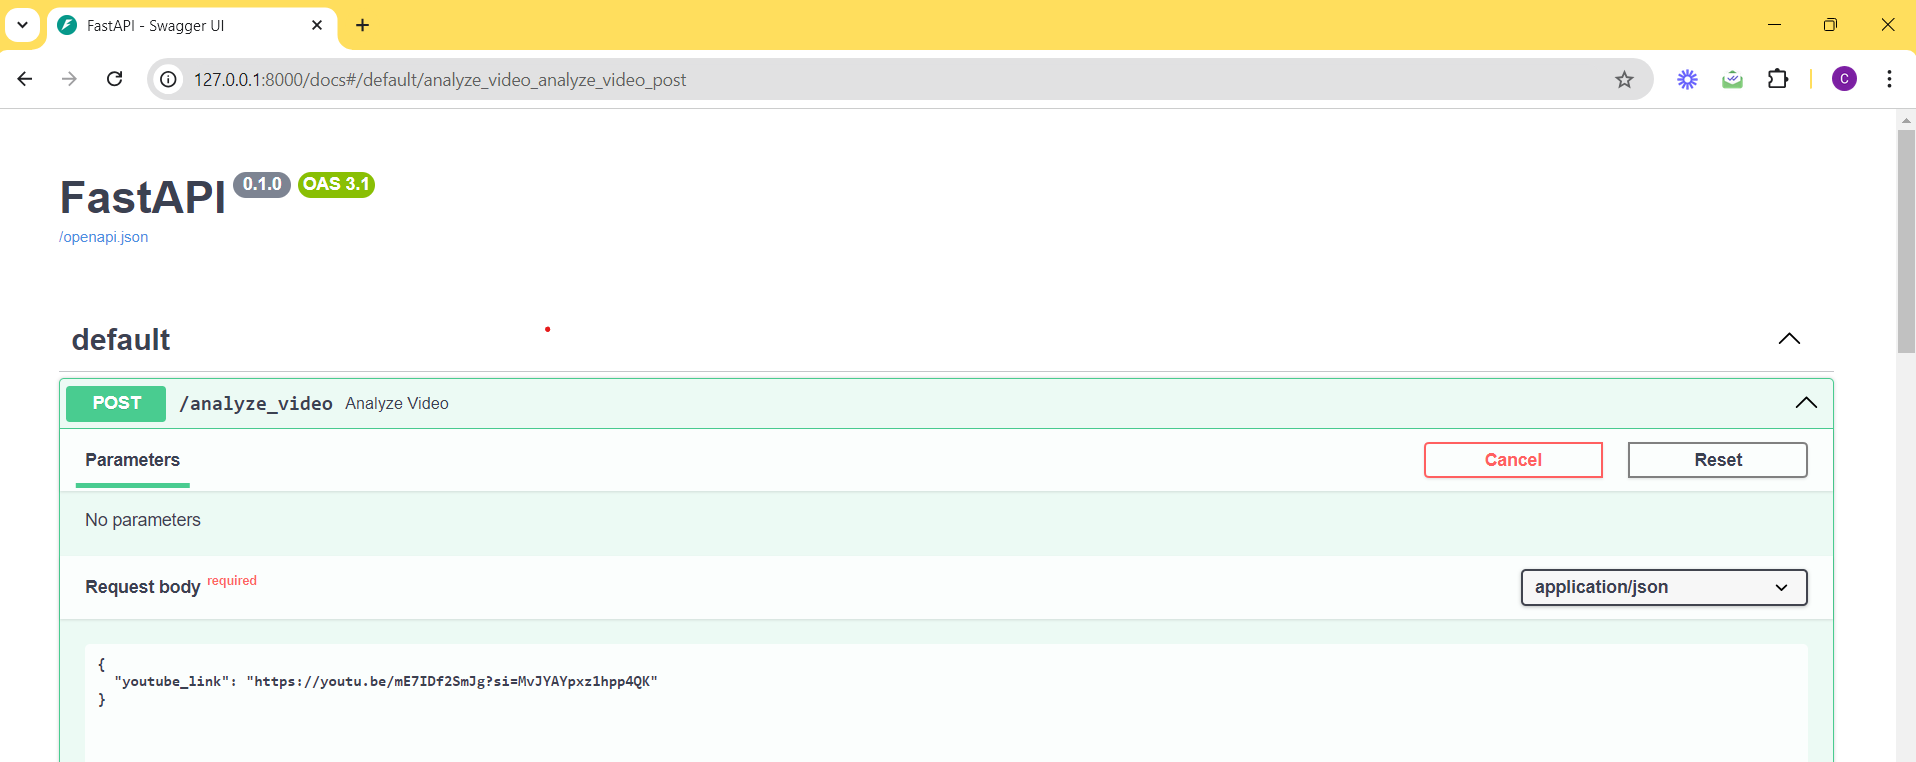 FastAPI - Swagger UI
127.0.0.1:8000/docs#/default/analyze_video_analyze_video_post
C
FastAPI 0.1.0 OAS 3.1
/openapi.json
default
POST /analyze_video Analyze Video
Parameters Cancel Reset
No parameters
Request body required application/json
{
"youtube_link": "https://youtu.be/mE7IDf2SmJg?si=MvJYAYpxz1hpp4QK"
}